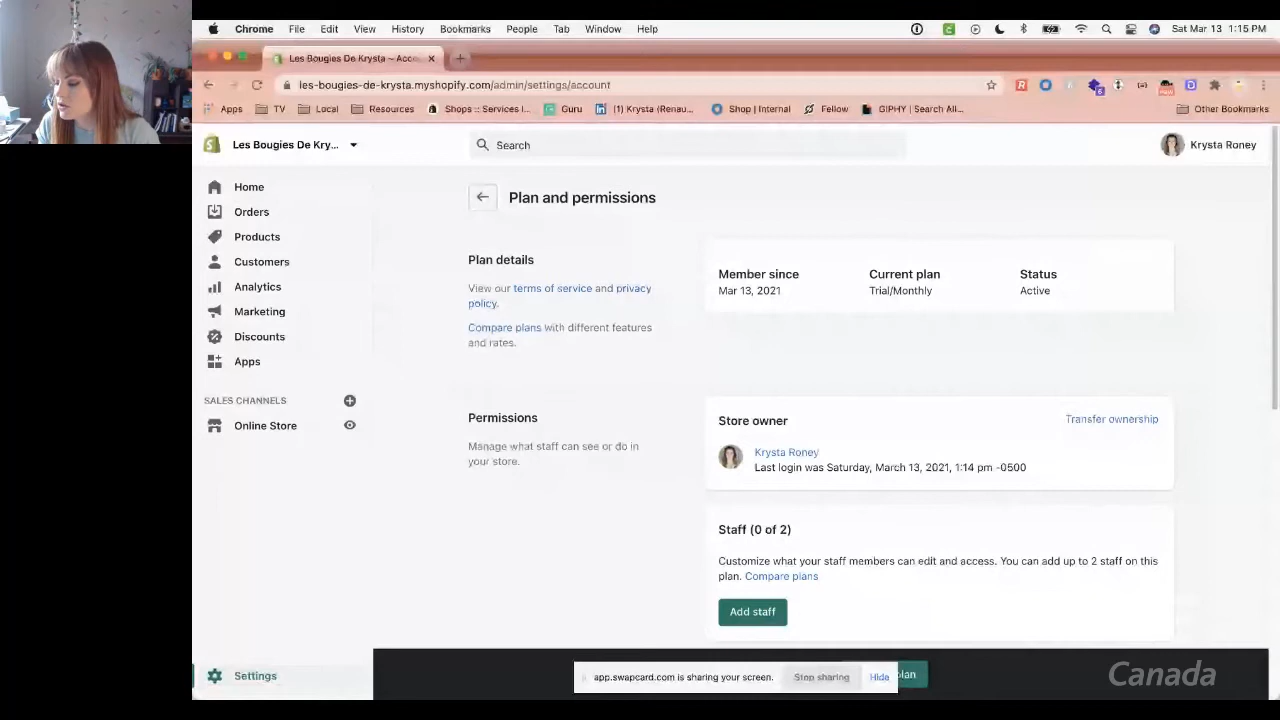 Chrome File Edit View History Bookmarks People Tab Window Help Sat Mar 13 1:15 PM
Les Bougies De Krysta ~ Acco
les-bougies-de-krysta.myshopify.com/admin/settings/account
Apps TV Local Resources Shops :: Services I... Guru (1) Krysta (Renau... Shop | Internal Fellow GIPHY | Search All... Other Bookmarks
Les Bougies De Kry... Search Krysta Roney
Home
Orders
Products
Customers
Analytics
Marketing
Discounts
Apps
SALES CHANNELS
Online Store
Settings
Plan and permissions
Plan details
View our terms of service and privacy
policy.
Compare plans with different features
and rates.
Member since Current plan Status
Mar 13, 2021 Trial/Monthly Active
Permissions
Manage what staff can see or do in
your store.
Store owner Transfer ownership
Krysta Roney
Last login was Saturday, March 13, 2021, 1:14 pm -0500
Staff (0 of 2)
Customize what your staff members can edit and access. You can add up to 2 staff on this
plan. Compare plans
Add staff
app.swapcard.com is sharing your screen. Stop sharing Hide plan
Canada